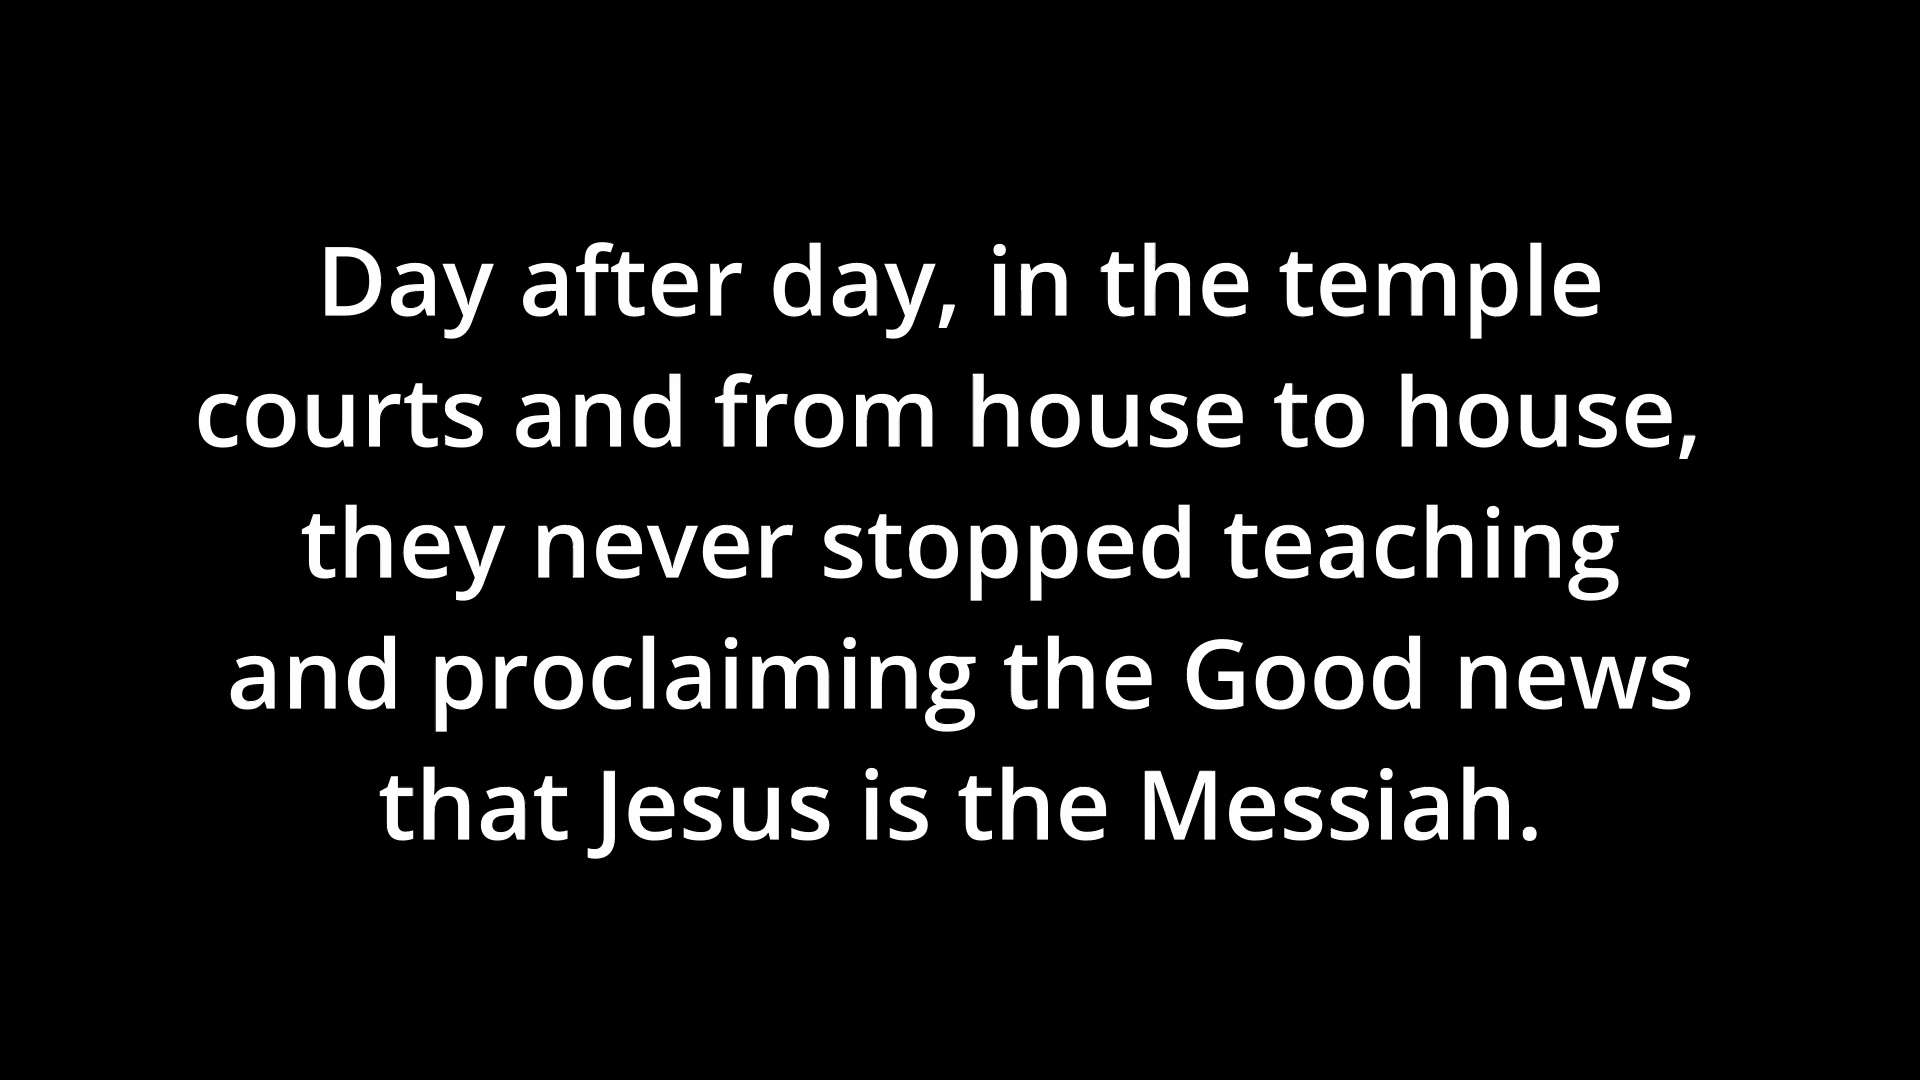 Day after day, in the temple
courts and from house to house,
they never stopped teaching
and proclaiming the Good news
that Jesus is the Messiah.